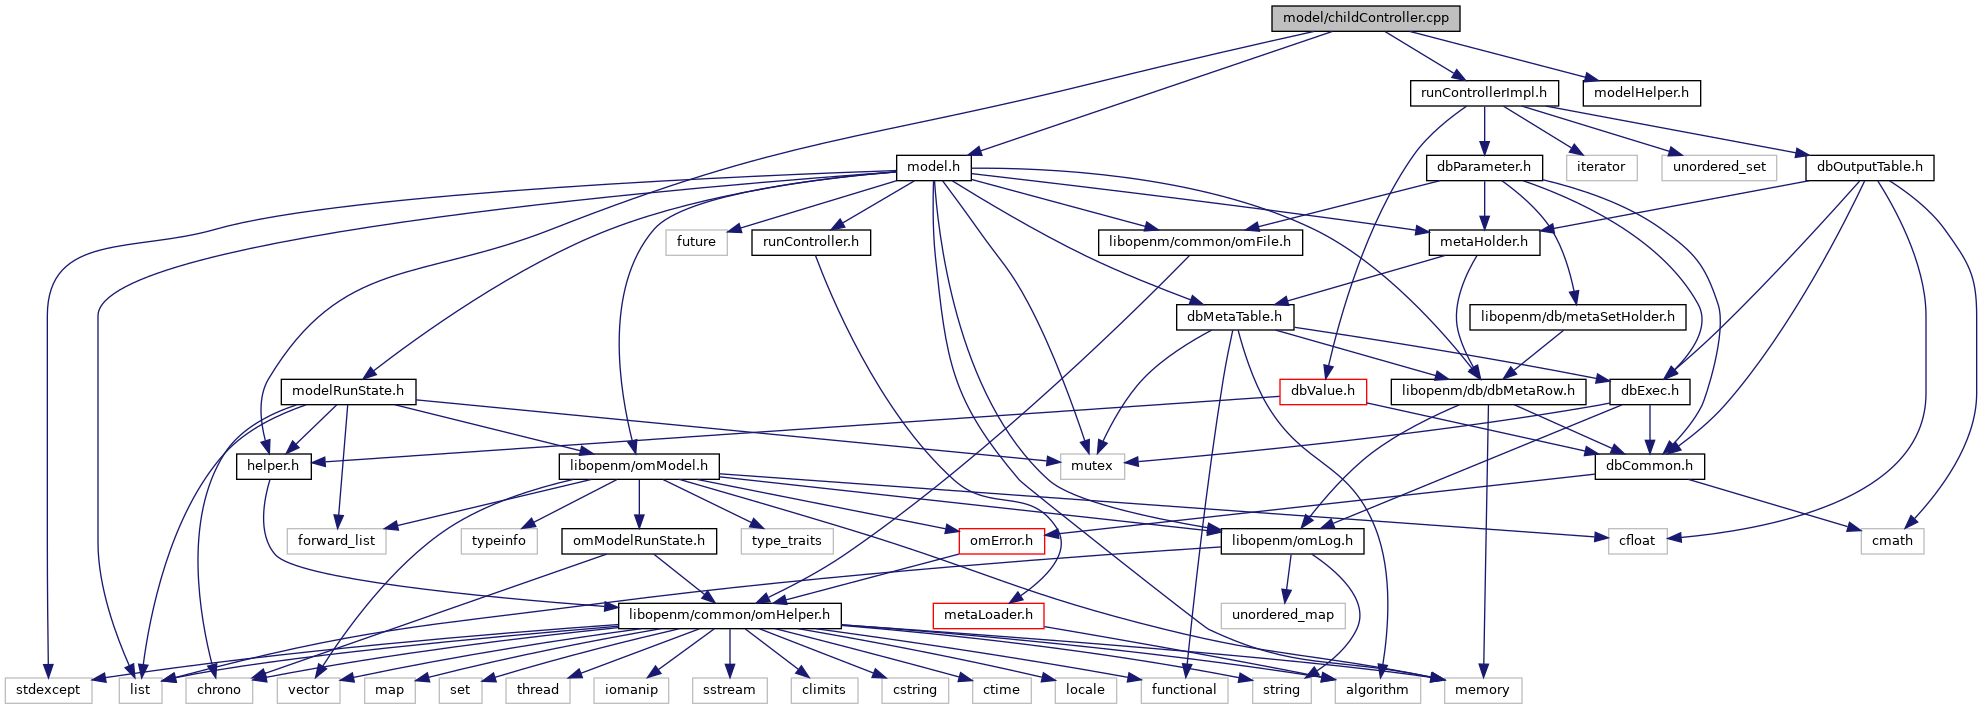 model/childController.cpp
runControllerImpl.h
modelHelper.h
model.h
dbParameter.h
iterator
unordered_set
dbOutputTable.h
future
runController.h
libopenm/common/omFile.h
metaHolder.h
dbMetaTable.h
libopenm/db/metaSetHolder.h
modelRunState.h
dbValue.h
libopenm/db/dbMetaRow.h
dbExec.h
helper.h
libopenm/omModel.h
mutex
dbCommon.h
forward_list
typeinfo
omModelRunState.h
type_traits
omError.h
libopenm/omLog.h
cfloat
cmath
libopenm/common/omHelper.h
metaLoader.h
unordered_map
stdexcept
list
chrono
vector
map
set
thread
iomanip
sstream
climits
cstring
ctime
locale
functional
string
algorithm
memory